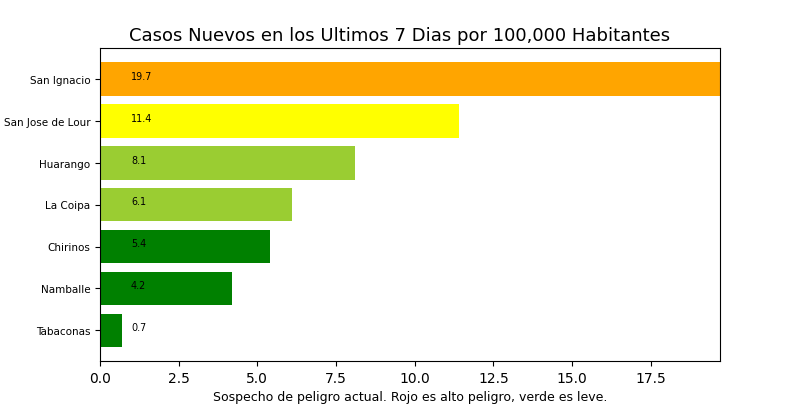 Casos Nuevos en los Ultimos 7 Dias por 100,000 Habitantes
San Ignacio 19.7
San Jose de Lour 11.4
Huarango 8.1
La Coipa 6.1
Chirinos 5.4
Namballe 4.2
Tabaconas 0.7
0.0 2.5 5.0 7.5 10.0 12.5 15.0 17.5
Sospecho de peligro actual. Rojo es alto peligro, verde es leve.